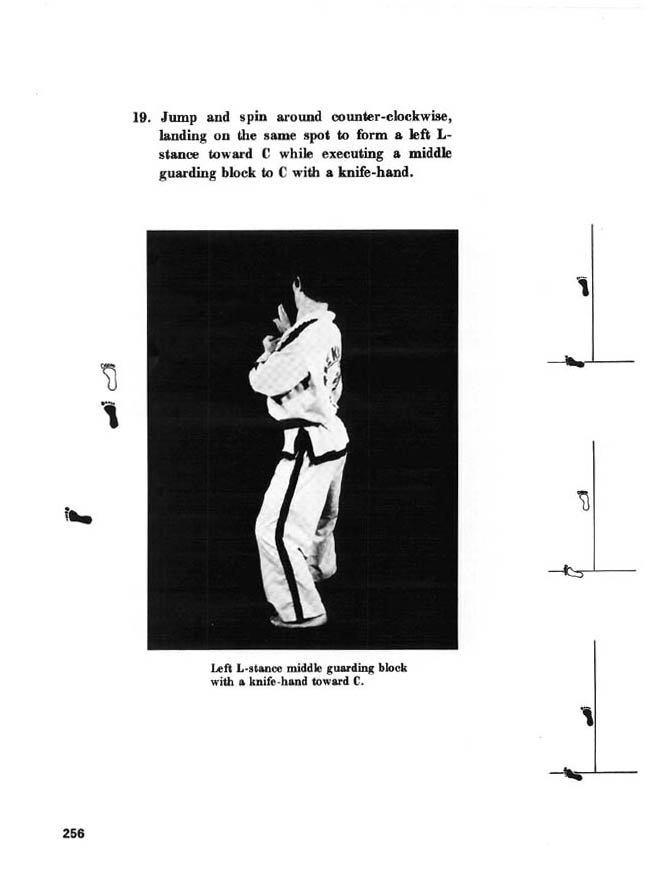 19. Jump and spin around counter-clockwise,
landing on the same spot to form a left L-
stance toward C while executing a middle
guarding block to C with a knife-hand.
Left L-stance middle guarding block
with a knife-hand toward C.
256